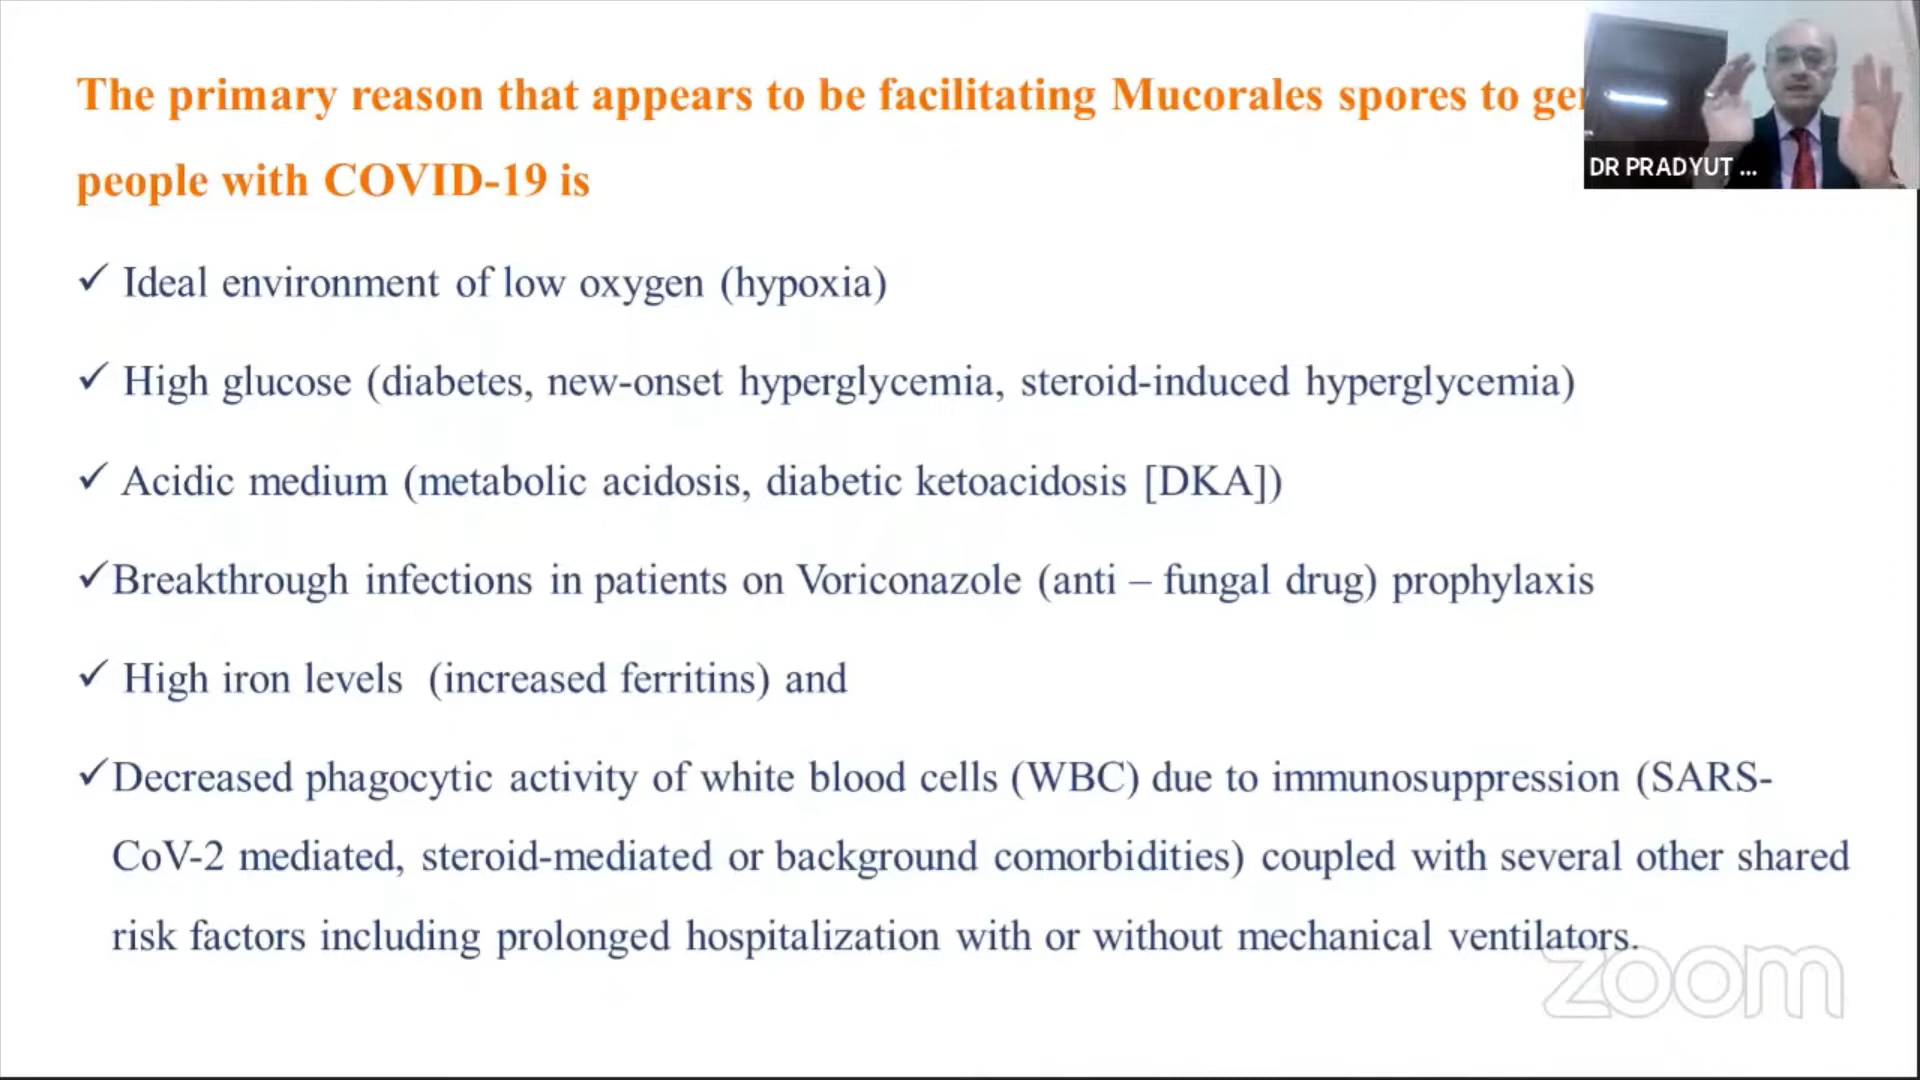 The primary reason that appears to be facilitating Mucorales spores to
people with COVID-19 is
✓ Ideal environment of low oxygen (hypoxia)
✓ High glucose (diabetes, new-onset hyperglycemia, steroid-induced hyperglycemia)
✓ Acidic medium (metabolic acidosis, diabetic ketoacidosis [DKA])
✓Breakthrough infections in patients on Voriconazole (anti – fungal drug) prophylaxis
✓ High iron levels (increased ferritins) and
✓Decreased phagocytic activity of white blood cells (WBC) due to immunosuppression (SARS-
CoV-2 mediated, steroid-mediated or background comorbidities) coupled with several other shared
risk factors including prolonged hospitalization with or without mechanical ventilators.
DR PRADYUT ...
zoom